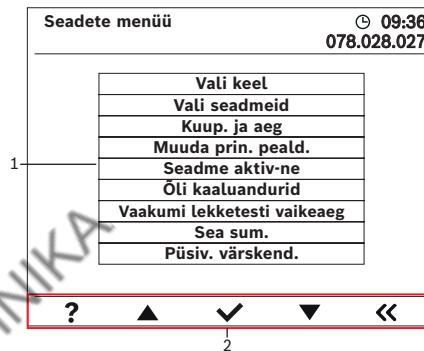 Seadete menüü 09:36
078.028.027
Vali keel
Vali seadmeid
Kuup. ja aeg
Muuda prin. peald.
Seadme aktiv-ne
1
Õli kaaluandurid
Vaakumi lekketesti vaikeaeg
Sea sum.
Püsiv. värskend.
?
2